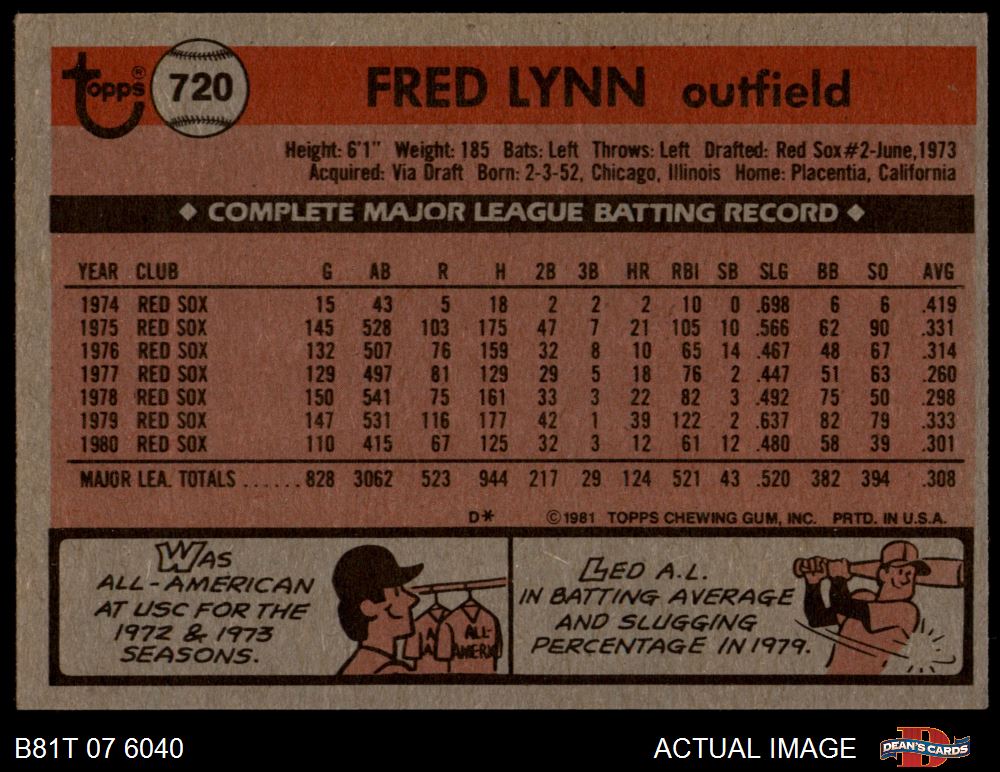 topps® 720 FRED LYNN outfield
Height: 6'1" Weight: 185 Bats: Left Throws: Left Drafted: Red Sox #2-June, 1973
Acquired: Via Draft Born: 2-3-52, Chicago, Illinois Home: Placentia, California
◆ COMPLETE MAJOR LEAGUE BATTING RECORD ◆
YEAR CLUB G AB R H 2B 3B HR RBI SB SLG BB SO AVG
1974 RED SOX 15 43 5 18 2 2 2 10 0 .698 6 6 .419
1975 RED SOX 145 528 103 175 47 7 21 105 10 .566 62 90 .331
1976 RED SOX 132 507 76 159 32 8 10 65 14 .467 48 67 .314
1977 RED SOX 129 497 81 129 29 5 18 76 2 .447 51 63 .260
1978 RED SOX 150 541 75 161 33 3 22 82 3 .492 75 50 .298
1979 RED SOX 147 531 116 177 42 1 39 122 2 .637 82 79 .333
1980 RED SOX 110 415 67 125 32 3 12 61 12 .480 58 39 .301
MAJOR LEA. TOTALS ......828 3062 523 944 217 29 124 521 43 .520 382 394 .308
D* ©1981 TOPPS CHEWING GUM, INC. PRTD. IN U.S.A.
WAS
ALL-AMERICAN
AT USC FOR THE
1972 & 1973
SEASONS.
ALL
AMERI
LED A.L.
IN BATTING AVERAGE
AND SLUGGING
PERCENTAGE IN 1979.
B81T 07 6040 ACTUAL IMAGE DEAN'S CARDS